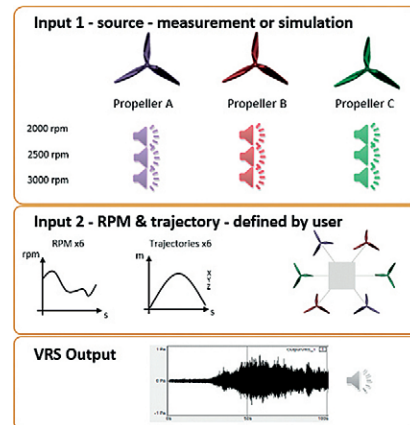 Input 1 - source - measurement or simulation
Propeller A
Propeller B
Propeller C
2000 rpm
2500 rpm
3000 rpm
Input 2 - RPM & trajectory - defined by user
RPM x6
Trajectories x6
rpm
m
x
y
z
s
s
VRS Output
1 Pa
0 Pa
-1 Pa
0s